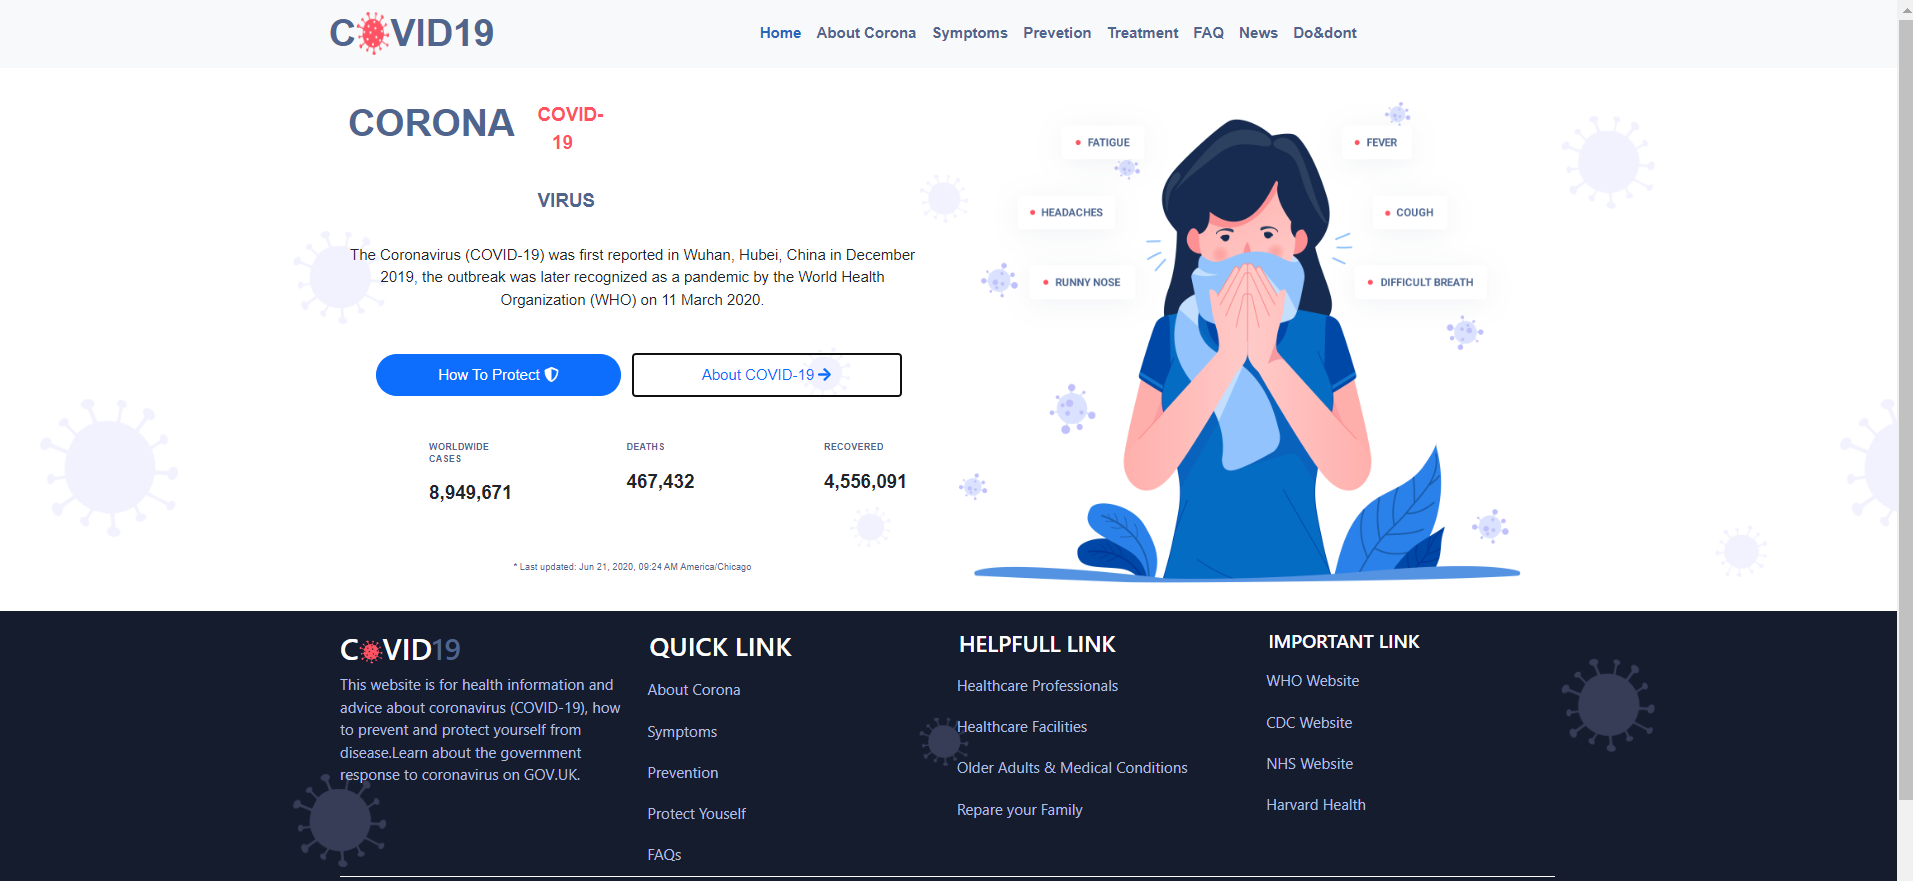 COVID19
Home About Corona Symptoms Prevetion Treatment FAQ News Do&dont
CORONA
COVID-
19
VIRUS
The Coronavirus (COVID-19) was first reported in Wuhan, Hubei, China in December
2019, the outbreak was later recognized as a pandemic by the World Health
Organization (WHO) on 11 March 2020.
How To Protect
About COVID-19
WORLDWIDE
CASES
8,949,671
DEATHS
467,432
RECOVERED
4,556,091
* Last updated: Jun 21, 2020, 09:24 AM America/Chicago
FATIGUE
FEVER
HEADACHES
COUGH
RUNNY NOSE
DIFFICULT BREATH
COVID19
This website is for health information and
advice about coronavirus (COVID-19), how
to prevent and protect yourself from
disease.Learn about the government
response to coronavirus on GOV.UK.
QUICK LINK
About Corona
Symptoms
Prevention
Protect Youself
FAQs
HELPFULL LINK
Healthcare Professionals
Healthcare Facilities
Older Adults & Medical Conditions
Repare your Family
IMPORTANT LINK
WHO Website
CDC Website
NHS Website
Harvard Health